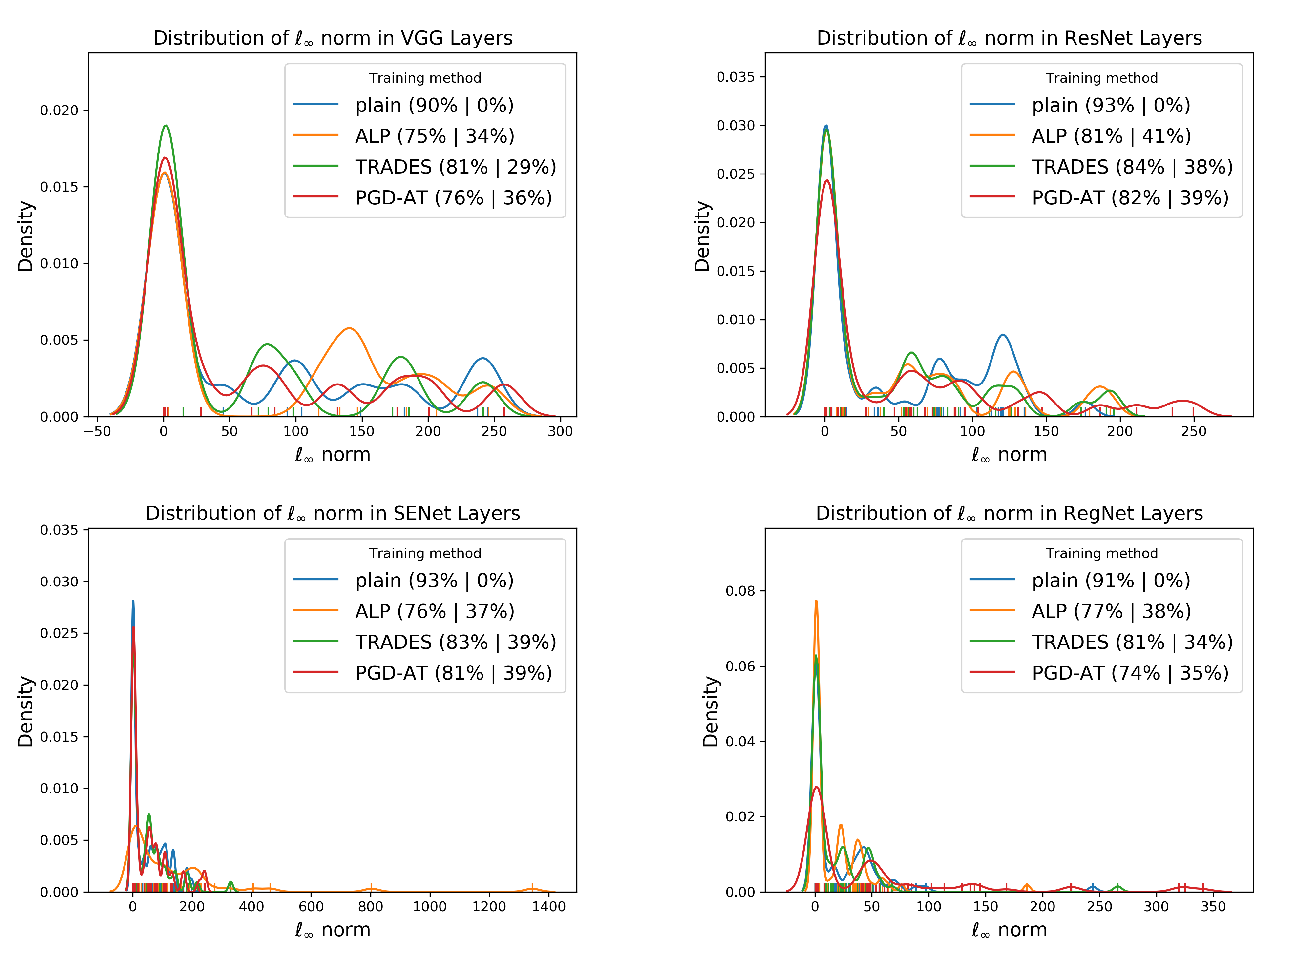 Distribution of ℓ∞ norm in VGG Layers
Training method
plain (90% | 0%)
ALP (75% | 34%)
TRADES (81% | 29%)
PGD-AT (76% | 36%)
Density
0.020
0.015
0.010
0.005
0.000
−50 0 50 100 150 200 250 300
ℓ∞ norm
Distribution of ℓ∞ norm in ResNet Layers
Training method
plain (93% | 0%)
ALP (81% | 41%)
TRADES (84% | 38%)
PGD-AT (82% | 39%)
Density
0.035
0.030
0.025
0.020
0.015
0.010
0.005
0.000
0 50 100 150 200 250
ℓ∞ norm
Distribution of ℓ∞ norm in SENet Layers
Training method
plain (93% | 0%)
ALP (76% | 37%)
TRADES (83% | 39%)
PGD-AT (81% | 39%)
Density
0.035
0.030
0.025
0.020
0.015
0.010
0.005
0.000
0 200 400 600 800 1000 1200 1400
ℓ∞ norm
Distribution of ℓ∞ norm in RegNet Layers
Training method
plain (91% | 0%)
ALP (77% | 38%)
TRADES (81% | 34%)
PGD-AT (74% | 35%)
Density
0.08
0.06
0.04
0.02
0.00
0 50 100 150 200 250 300 350
ℓ∞ norm